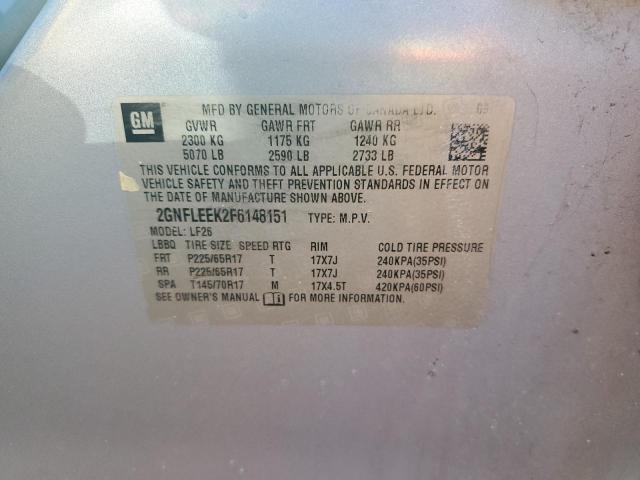 MFD BY GENERAL MOTORS OF CANADA LTD.
GM
GVWR GAWR FRT GAWR RR
2300 KG 1175 KG 1240 KG
5070 LB 2590 LB 2733 LB
THIS VEHICLE CONFORMS TO ALL APPLICABLE U.S. FEDERAL MOTOR
VEHICLE SAFETY AND THEFT PREVENTION STANDARDS IN EFFECT ON
THE DATE OF MANUFACTURE SHOWN ABOVE.
2GNFLEEK2F6148151 TYPE: M.P.V.
MODEL: LF26
LBBQ TIRE SIZE SPEED RTG RIM COLD TIRE PRESSURE
FRT P225/65R17 T 17X7J 240KPA(35PSI)
RR P225/65R17 T 17X7J 240KPA(35PSI)
SPA T145/70R17 M 17X4.5T 420KPA(60PSI)
SEE OWNER'S MANUAL FOR MORE INFORMATION.